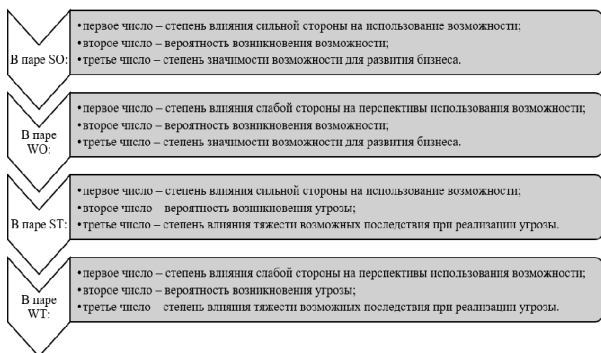 В паре SO:
•первое число – степень влияния сильной стороны на использование возможности;
•второе число – вероятность возникновения возможности;
•третье число – степень значимости возможности для развития бизнеса.
В паре
WO:
•первое число – степень влияния слабой стороны на перспективы использования возможности;
•второе число – вероятность возникновения возможности;
•третье число – степень значимости возможности для развития бизнеса.
В паре ST:
•первое число – степень влияния сильной стороны на использование возможности;
•второе число – вероятность возникновения угрозы;
•третье число – степень влияния тяжести возможных последствия при реализации угрозы.
В паре
WT:
•первое число – степень влияния слабой стороны на перспективы использования возможности;
•второе число – вероятность возникновения угрозы;
•третье число – степень влияния тяжести возможных последствия при реализации угрозы.